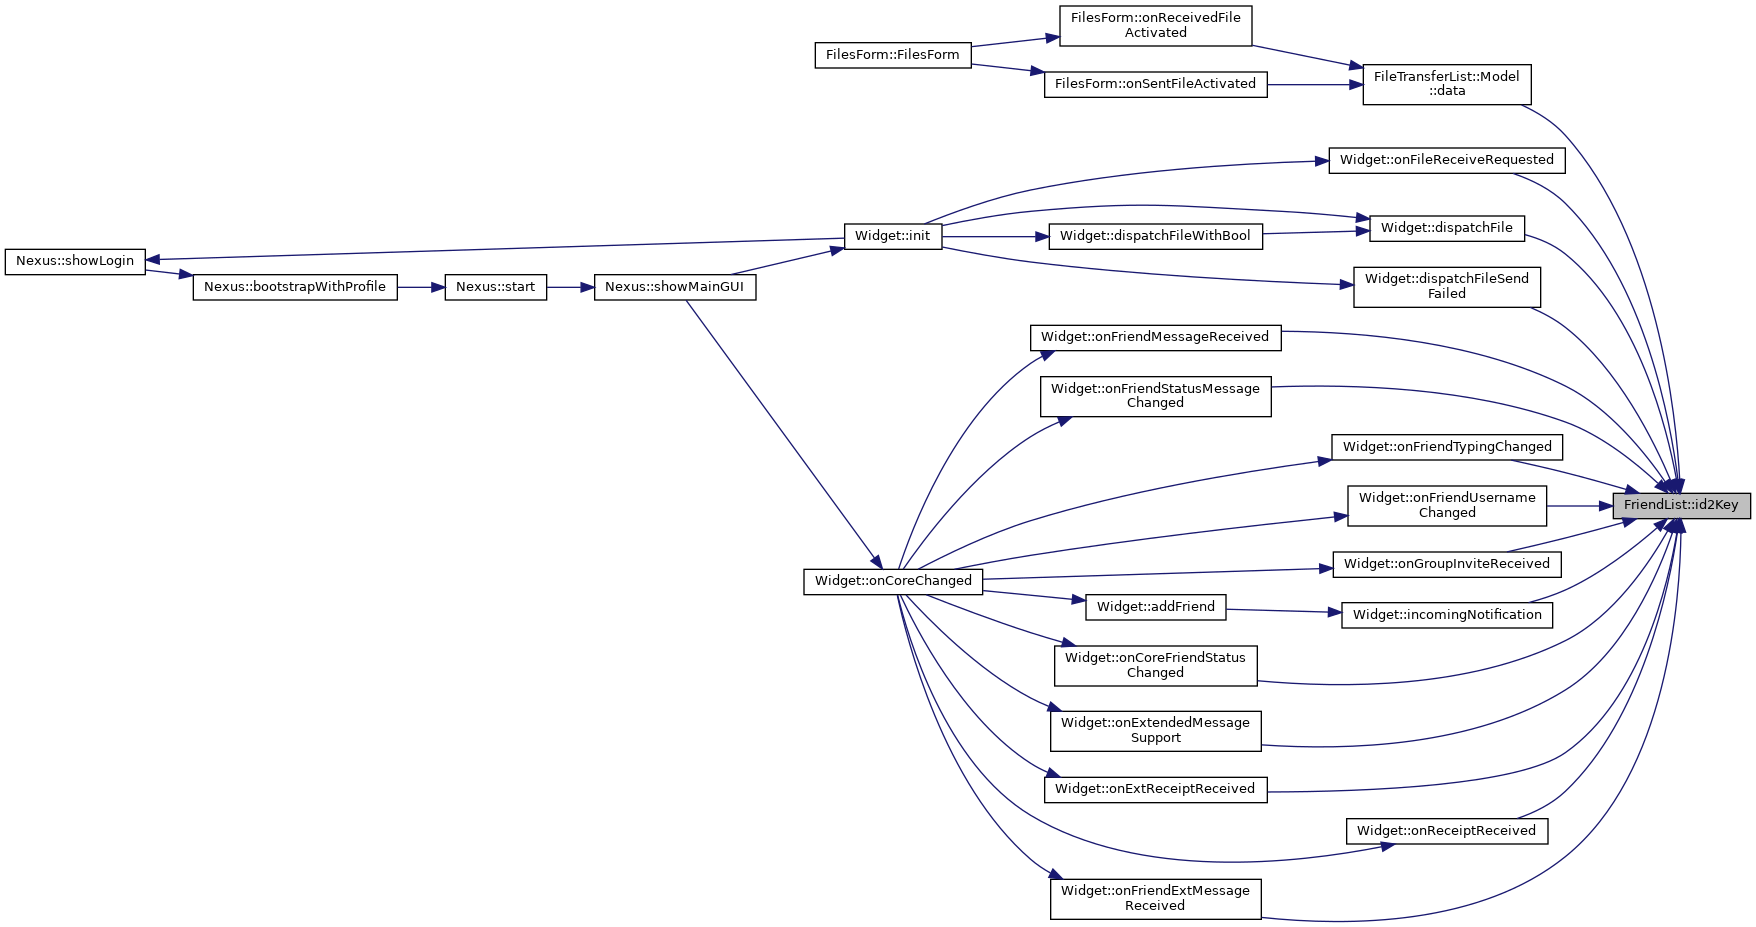 FilesForm::onReceivedFile
Activated
FilesForm::FilesForm
FilesForm::onSentFileActivated
FileTransferList::Model
::data
Widget::onFileReceiveRequested
Widget::dispatchFile
Widget::init
Widget::dispatchFileWithBool
Nexus::showLogin
Widget::dispatchFileSend
Failed
Nexus::bootstrapWithProfile
Nexus::start
Nexus::showMainGUI
Widget::onFriendMessageReceived
Widget::onFriendStatusMessage
Changed
Widget::onFriendTypingChanged
Widget::onFriendUsername
Changed
FriendList::id2Key
Widget::onGroupInviteReceived
Widget::onCoreChanged
Widget::addFriend
Widget::incomingNotification
Widget::onCoreFriendStatus
Changed
Widget::onExtendedMessage
Support
Widget::onExtReceiptReceived
Widget::onReceiptReceived
Widget::onFriendExtMessage
Received